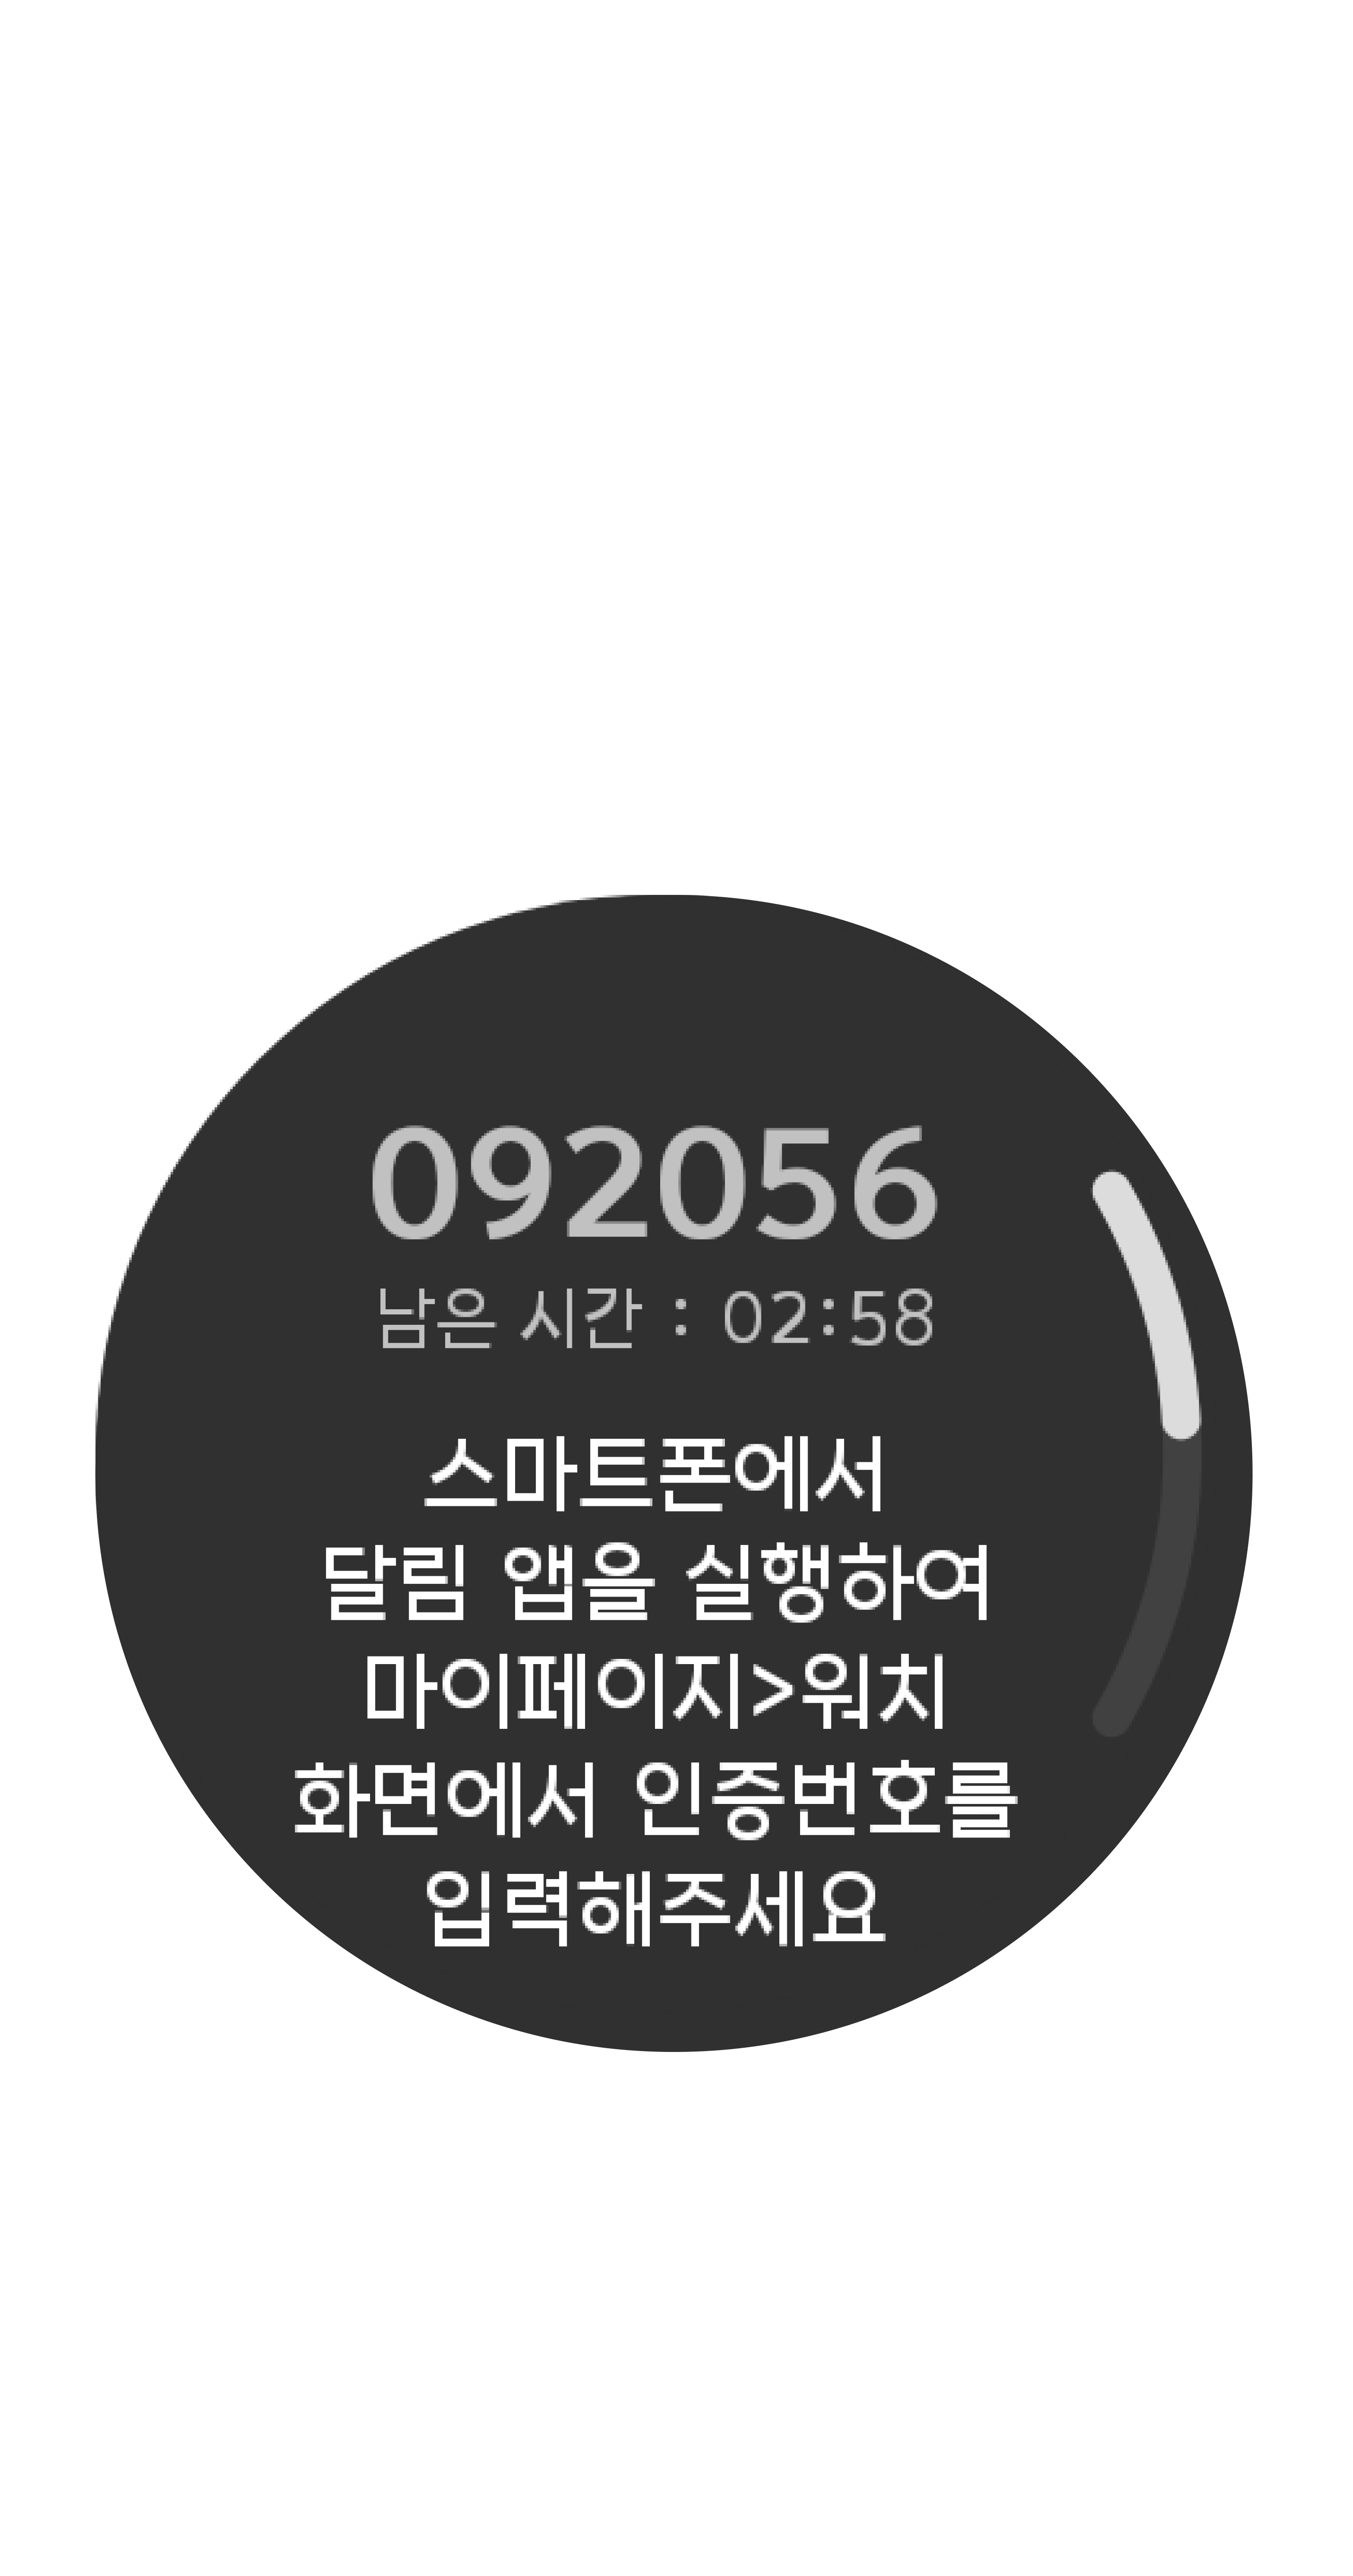 092056
남은 시간 : 02:58
스마트폰에서
달림 앱을 실행하여
마이페이지>워치
화면에서 인증번호를
입력해주세요